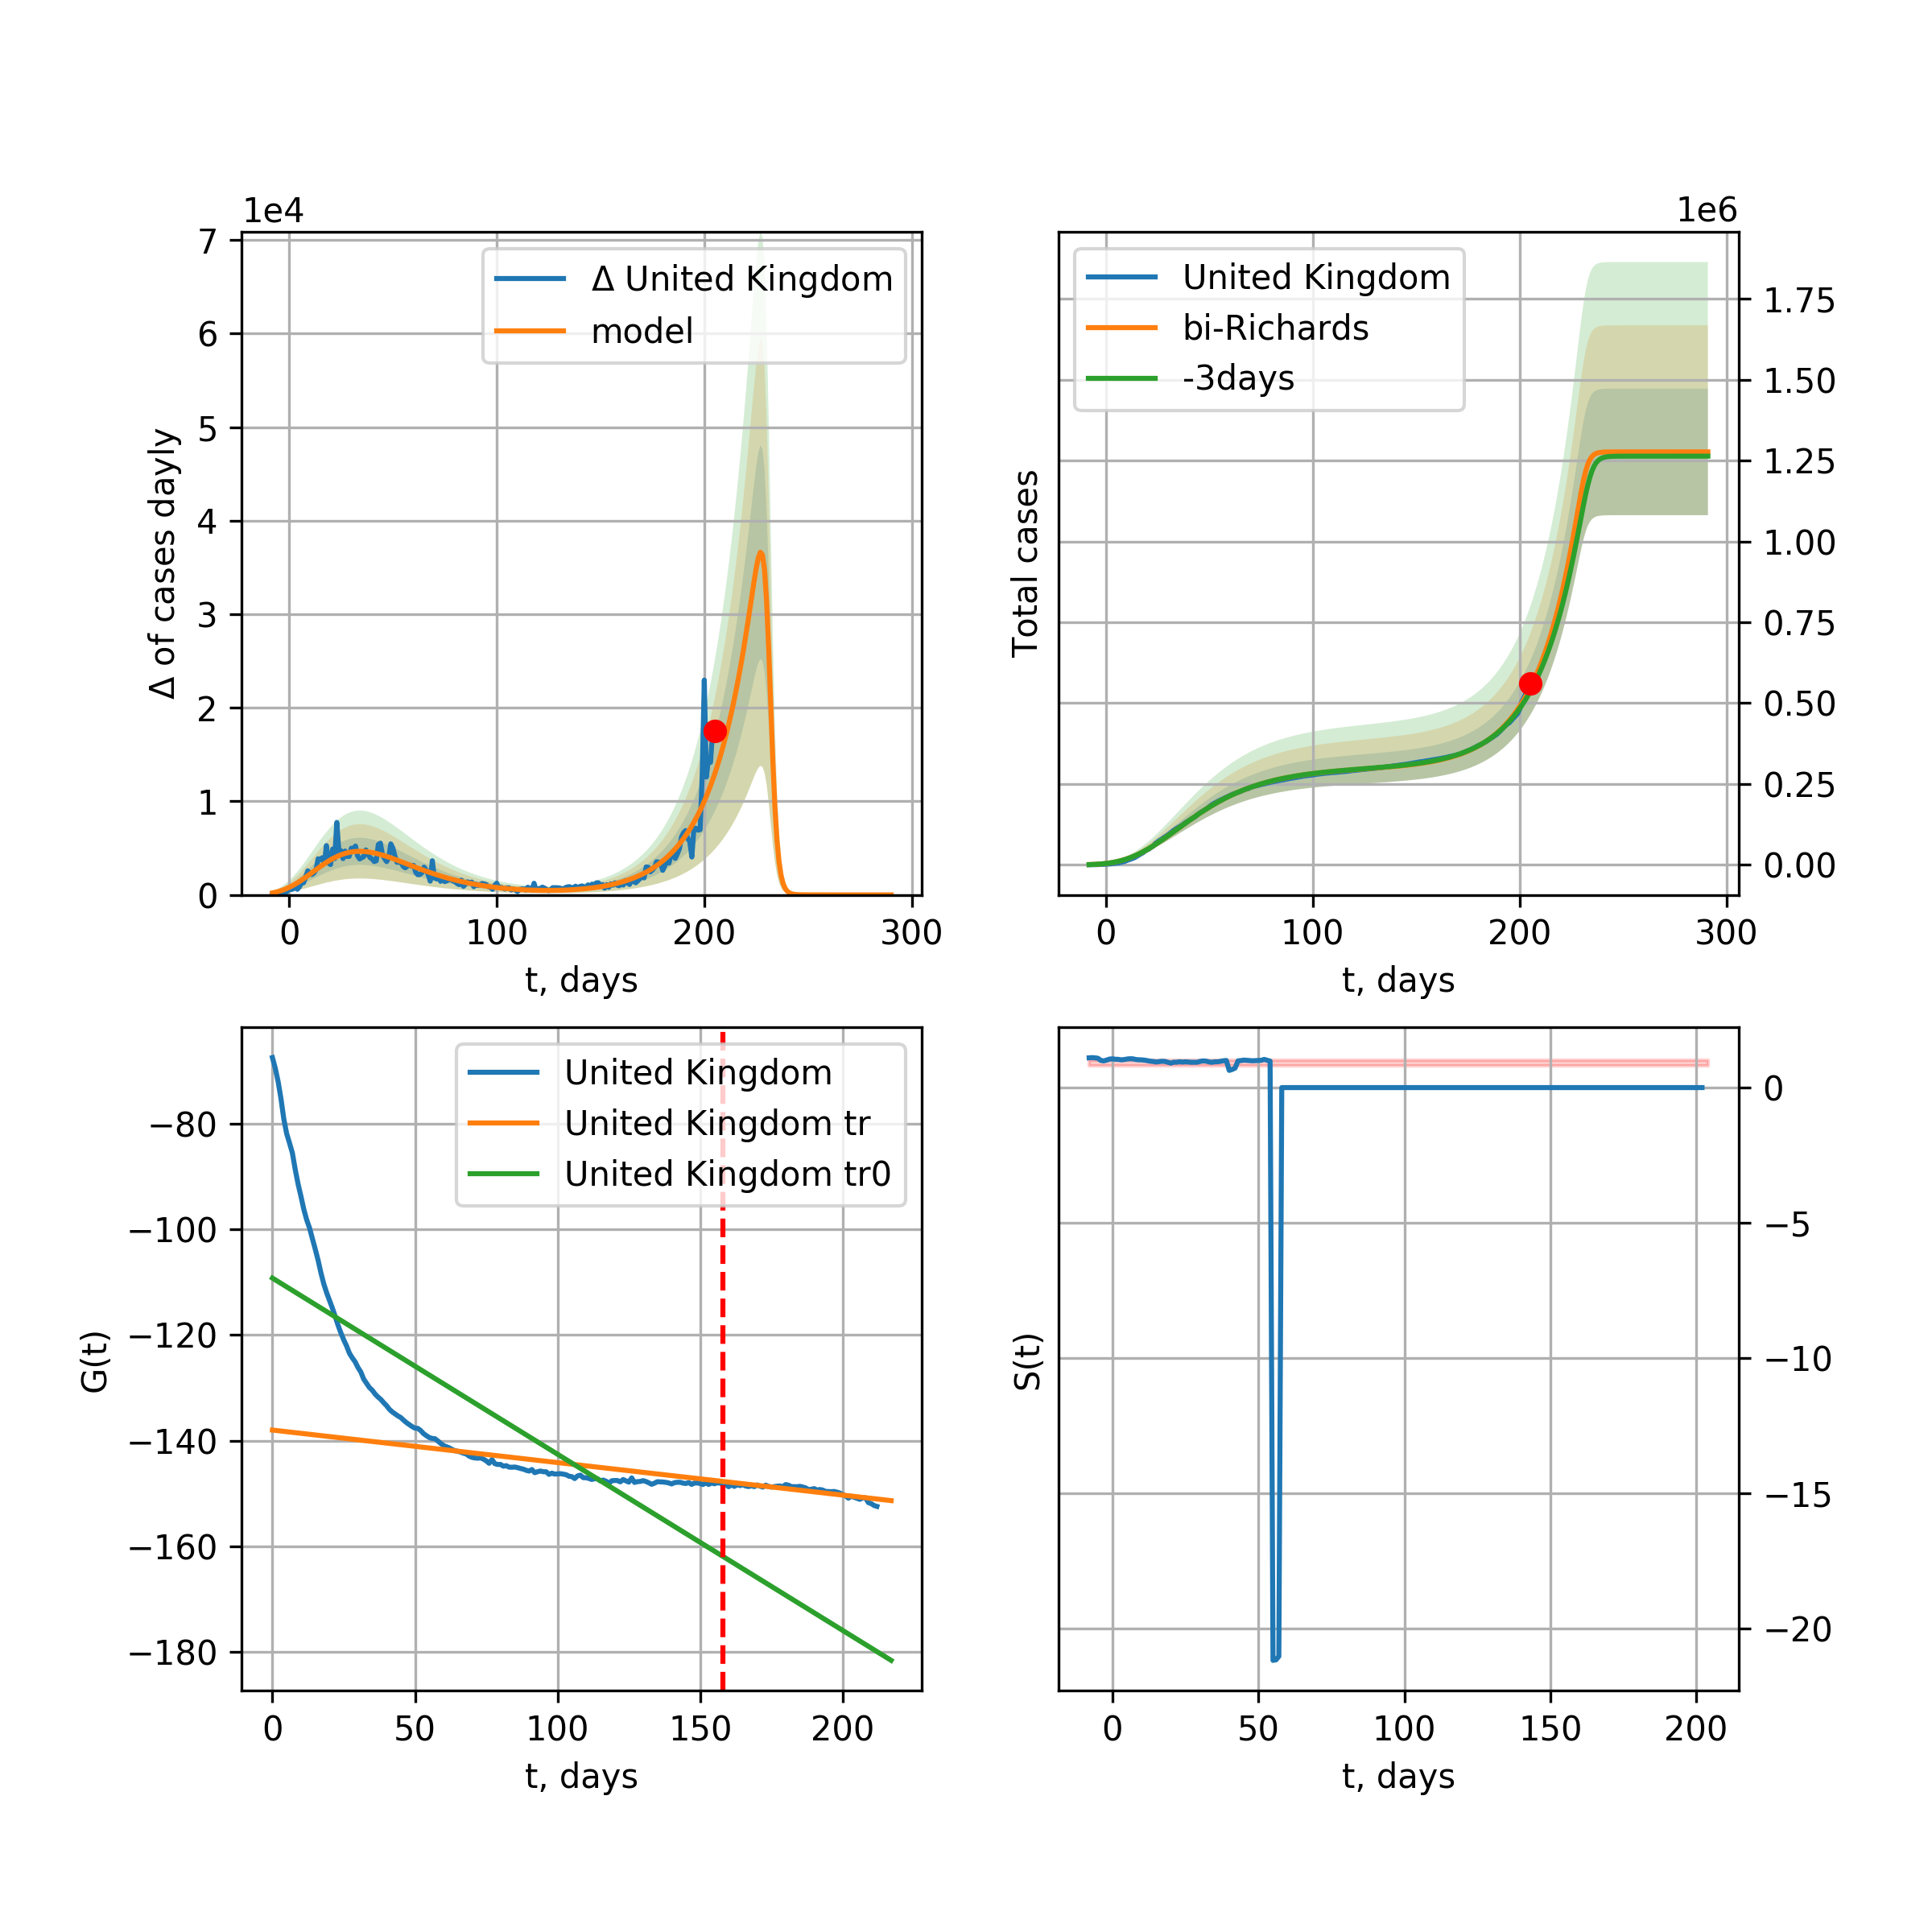 1e4
7
6
5
4
3
2
1
0
Δ of cases dayly
Δ United Kingdom
model
0 100 200 300
t, days
1e6
United Kingdom
bi-Richards
-3days
Total cases
1.75
1.50
1.25
1.00
0.75
0.50
0.25
0.00
0 100 200 300
t, days
United Kingdom
United Kingdom tr
United Kingdom tr0
G(t)
−80
−100
−120
−140
−160
−180
0 50 100 150 200
t, days
S(t)
0
−5
−10
−15
−20
0 50 100 150 200
t, days